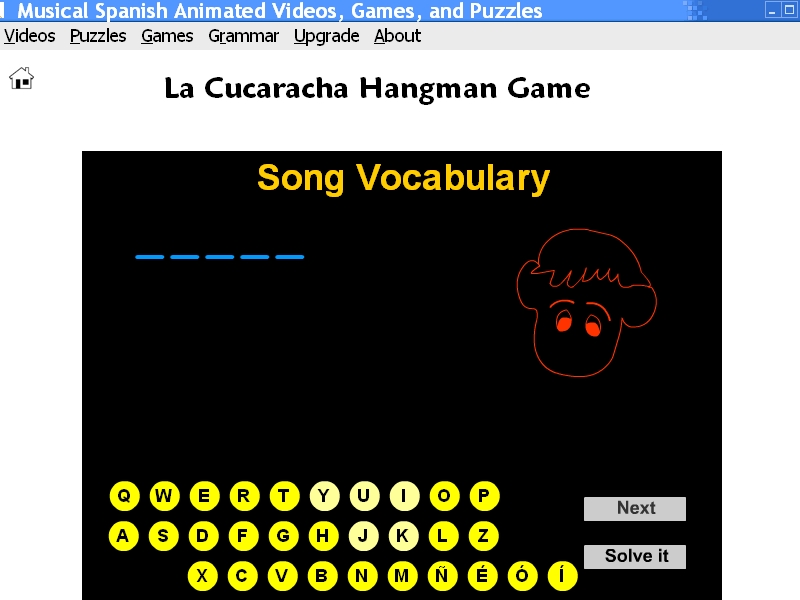 Musical Spanish Animated Videos, Games, and Puzzles
Videos Puzzles Games Grammar Upgrade About
La Cucaracha Hangman Game
Song Vocabulary
Q W E R T Y U I O P
Next
A S D F G H J K L Z
Solve it
X C V B N M Ñ É Ó Í